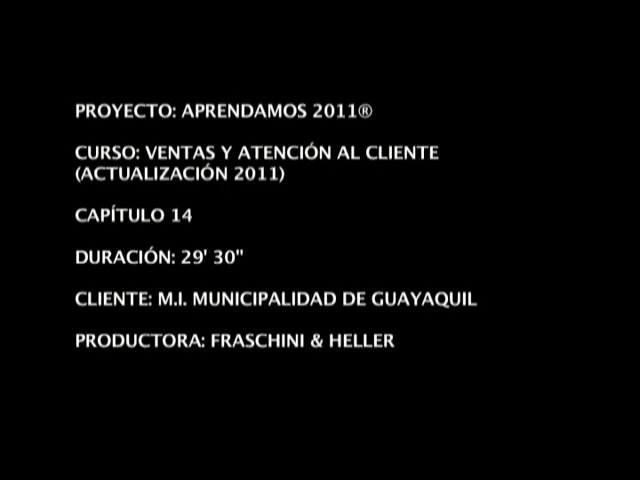 PROYECTO: APRENDAMOS 2011®
CURSO: VENTAS Y ATENCIÓN AL CLIENTE
(ACTUALIZACIÓN 2011)
CAPÍTULO 14
DURACIÓN: 29' 30"
CLIENTE: M.I. MUNICIPALIDAD DE GUAYAQUIL
PRODUCTORA: FRASCHINI & HELLER